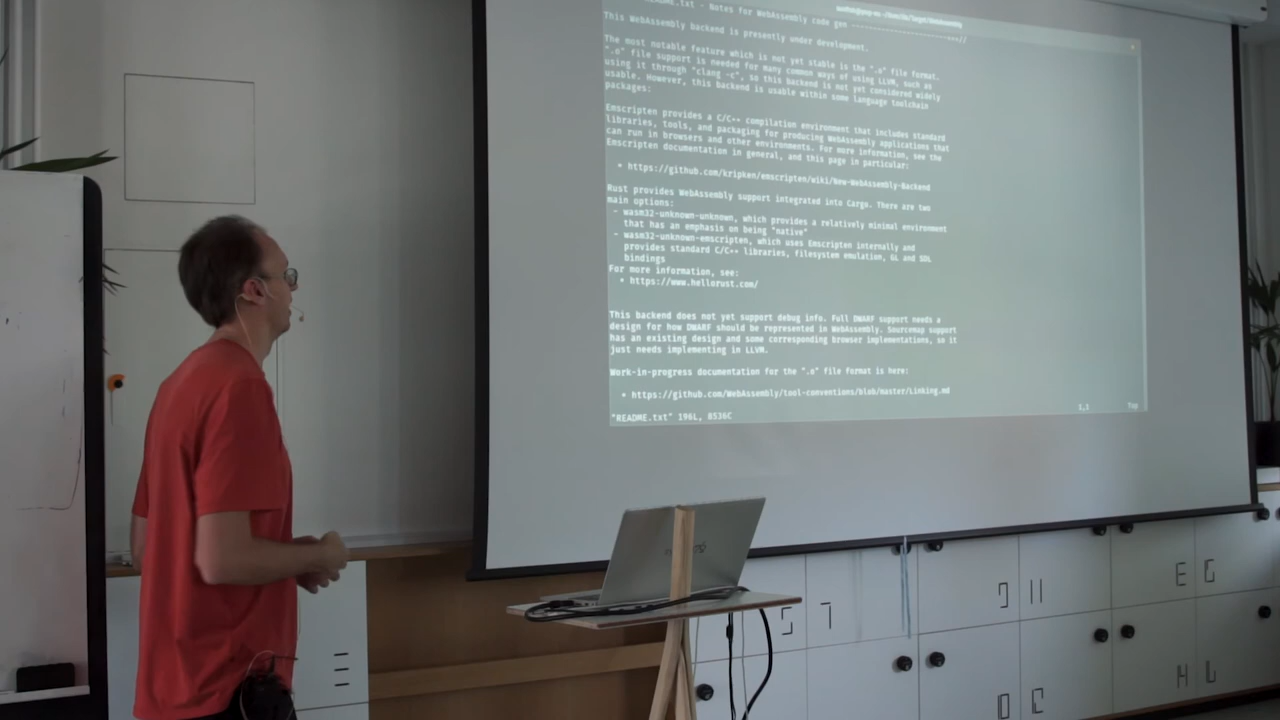 README.txt - Notes for WebAssembly code gen -----------------------===//
This WebAssembly backend is presently under development.
The most notable feature which is not yet stable is the ".o" file format.
".o" file support is needed for many common ways of using LLVM, such as
using it through "clang -c", so this backend is not yet considered widely
usable. However, this backend is usable within some language toolchain
packages:
Emscripten provides a C/C++ compilation environment that includes standard
libraries, tools, and packaging for producing WebAssembly applications that
can run in browsers and other environments. For more information, see the
Emscripten documentation in general, and this page in particular:
* https://github.com/kripken/emscripten/wiki/New-WebAssembly-Backend
Rust provides WebAssembly support integrated into Cargo. There are two
main options:
- wasm32-unknown-unknown, which provides a relatively minimal environment
that has an emphasis on being "native"
- wasm32-unknown-emscripten, which uses Emscripten internally and
provides standard C/C++ libraries, filesystem emulation, GL and SDL
bindings
For more information, see:
* https://www.hellorust.com/
This backend does not yet support debug info. Full DWARF support needs a
design for how DWARF should be represented in WebAssembly. Sourcemap support
has an existing design and some corresponding browser implementations, so it
just needs implementing in LLVM.
Work-in-progress documentation for the ".o" file format is here:
* https://github.com/WebAssembly/tool-conventions/blob/master/Linking.md
"README.txt" 196L, 8536C 1,1 Top